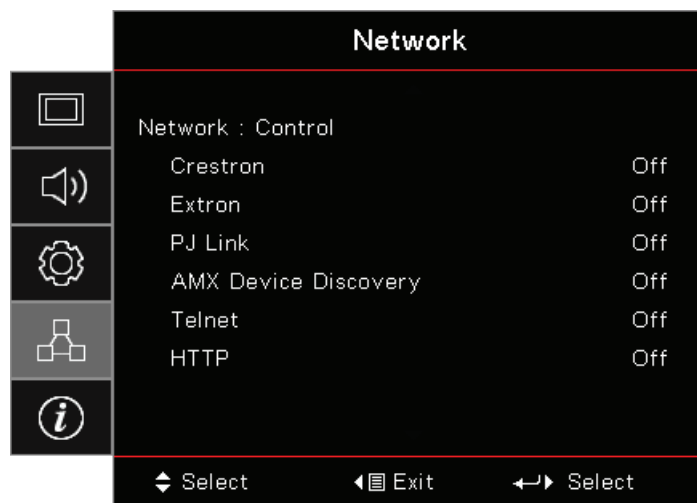 Network
Network : Control
Crestron Off
Extron Off
PJ Link Off
AMX Device Discovery Off
Telnet Off
HTTP Off
i
Select Exit Select